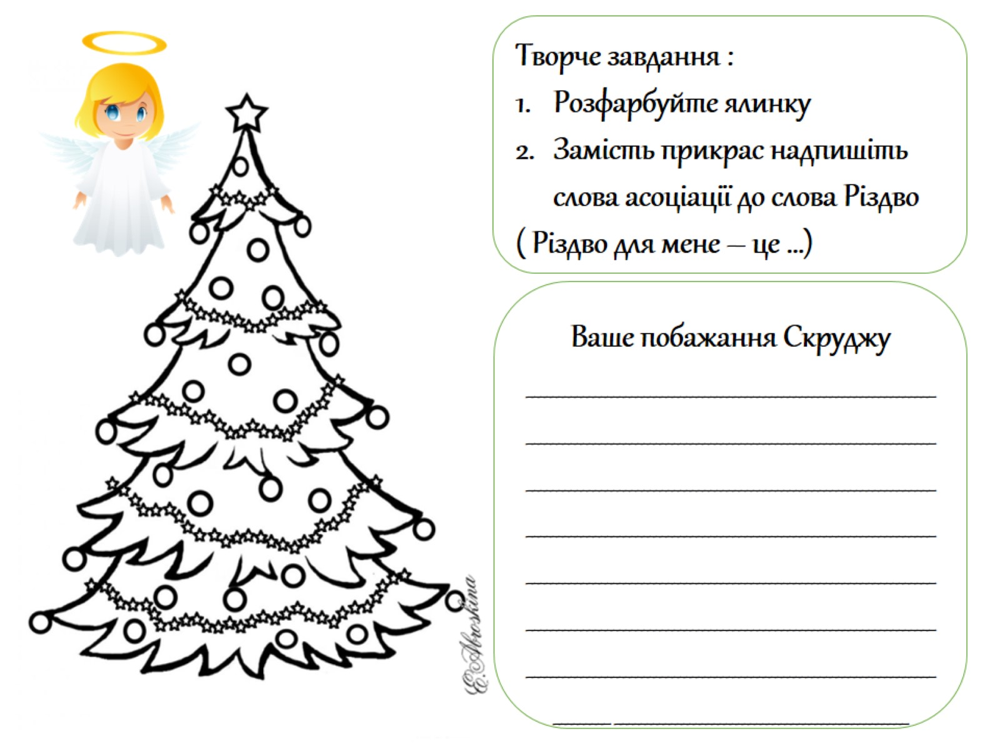 Творче завдання :
1. Розфарбуйте ялинку
2. Замість прикрас надпишіть
слова асоціації до слова Різдво
( Різдво для мене – це ...)
Ваше побажання Скруджу
E.Abroskina